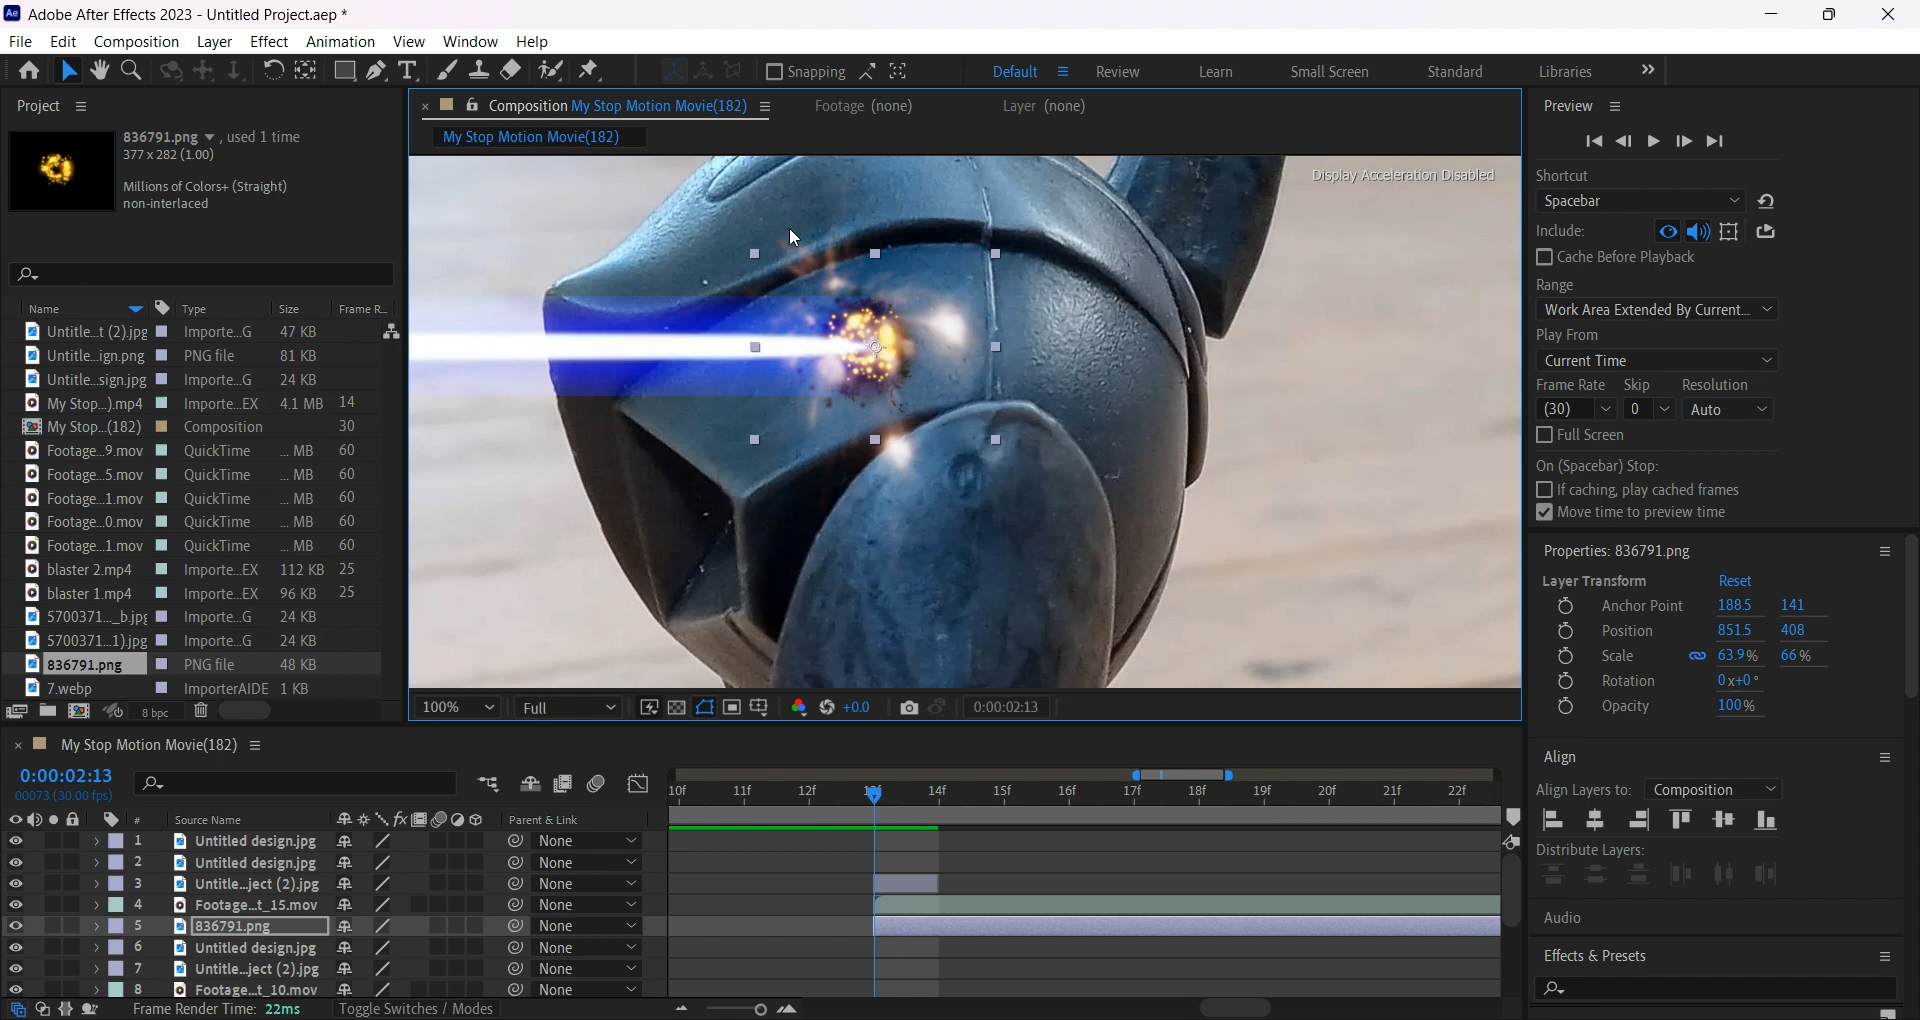 Ae Adobe After Effects 2023 - Untitled Project.aep *
File Edit Composition Layer Effect Animation View Window Help
Snapping Default Review Learn Small Screen Standard Libraries
Project
836791.png , used 1 time
377 x 282 (1.00)
Millions of Colors+ (Straight)
non-interlaced
Name Type Size Frame R...
Untitle...t (2).jpg Importe...G 47 KB
Untitle...ign.png PNG file 81 KB
Untitle...sign.jpg Importe...G 24 KB
My Stop...).mp4 Importe...EX 4.1 MB 14
My Stop...(182) Composition 30
Footage...9.mov QuickTime ... MB 60
Footage...5.mov QuickTime ... MB 60
Footage...1.mov QuickTime ... MB 60
Footage...0.mov QuickTime ... MB 60
Footage...1.mov QuickTime ... MB 60
blaster 2.mp4 Importe...EX 112 KB 25
blaster 1.mp4 Importe...EX 96 KB 25
5700371..._b.jpg Importe...G 24 KB
5700371...1).jpg Importe...G 24 KB
836791.png PNG file 48 KB
7.webp ImporterAIDE 1 KB
8 bpc
Composition My Stop Motion Movie(182) Footage (none) Layer (none)
My Stop Motion Movie(182)
Display Acceleration Disabled
100% Full +0.0 0:00:02:13
Preview
Shortcut
Spacebar
Include:
Cache Before Playback
Range
Work Area Extended By Current...
Play From
Current Time
Frame Rate Skip Resolution
(30) 0 Auto
Full Screen
On (Spacebar) Stop:
If caching, play cached frames
Move time to preview time
Properties: 836791.png
Layer Transform Reset
Anchor Point 188.5 141
Position 851.5 408
Scale 63.9% 66%
Rotation 0x+0°
Opacity 100%
Align
Align Layers to: Composition
Distribute Layers:
Audio
Effects & Presets
My Stop Motion Movie(182)
0:00:02:13
00073 (30.00 fps)
10f 11f 12f 14f 15f 16f 17f 18f 19f 20f 21f 22f
# Source Name fx Parent & Link
1 Untitled design.jpg None
2 Untitled design.jpg None
3 Untitle...ject (2).jpg None
4 Footage...t_15.mov None
5 836791.png None
6 Untitled design.jpg None
7 Untitle...ject (2).jpg None
8 Footage...t_10.mov None
Frame Render Time: 22ms Toggle Switches / Modes